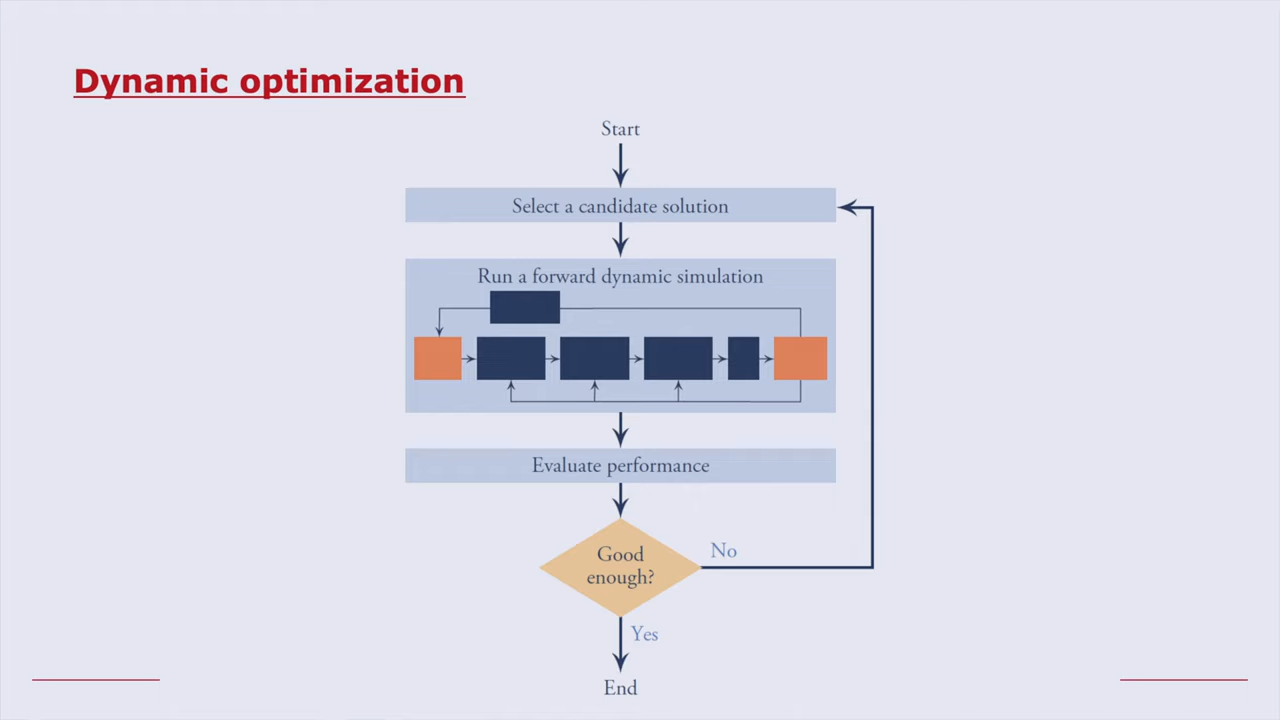 Dynamic optimization
Start
Select a candidate solution
Run a forward dynamic simulation
Evaluate performance
Good
enough?
No
Yes
End